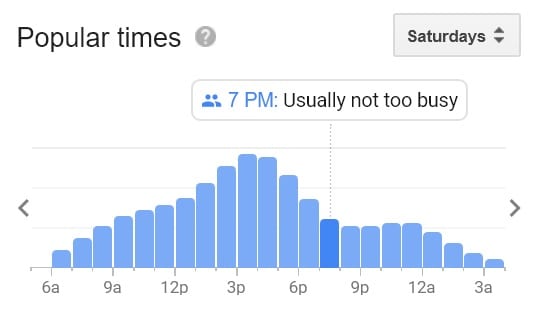 Popular times ?
Saturdays
7 PM: Usually not too busy
6a 9a 12p 3p 6p 9p 12a 3a